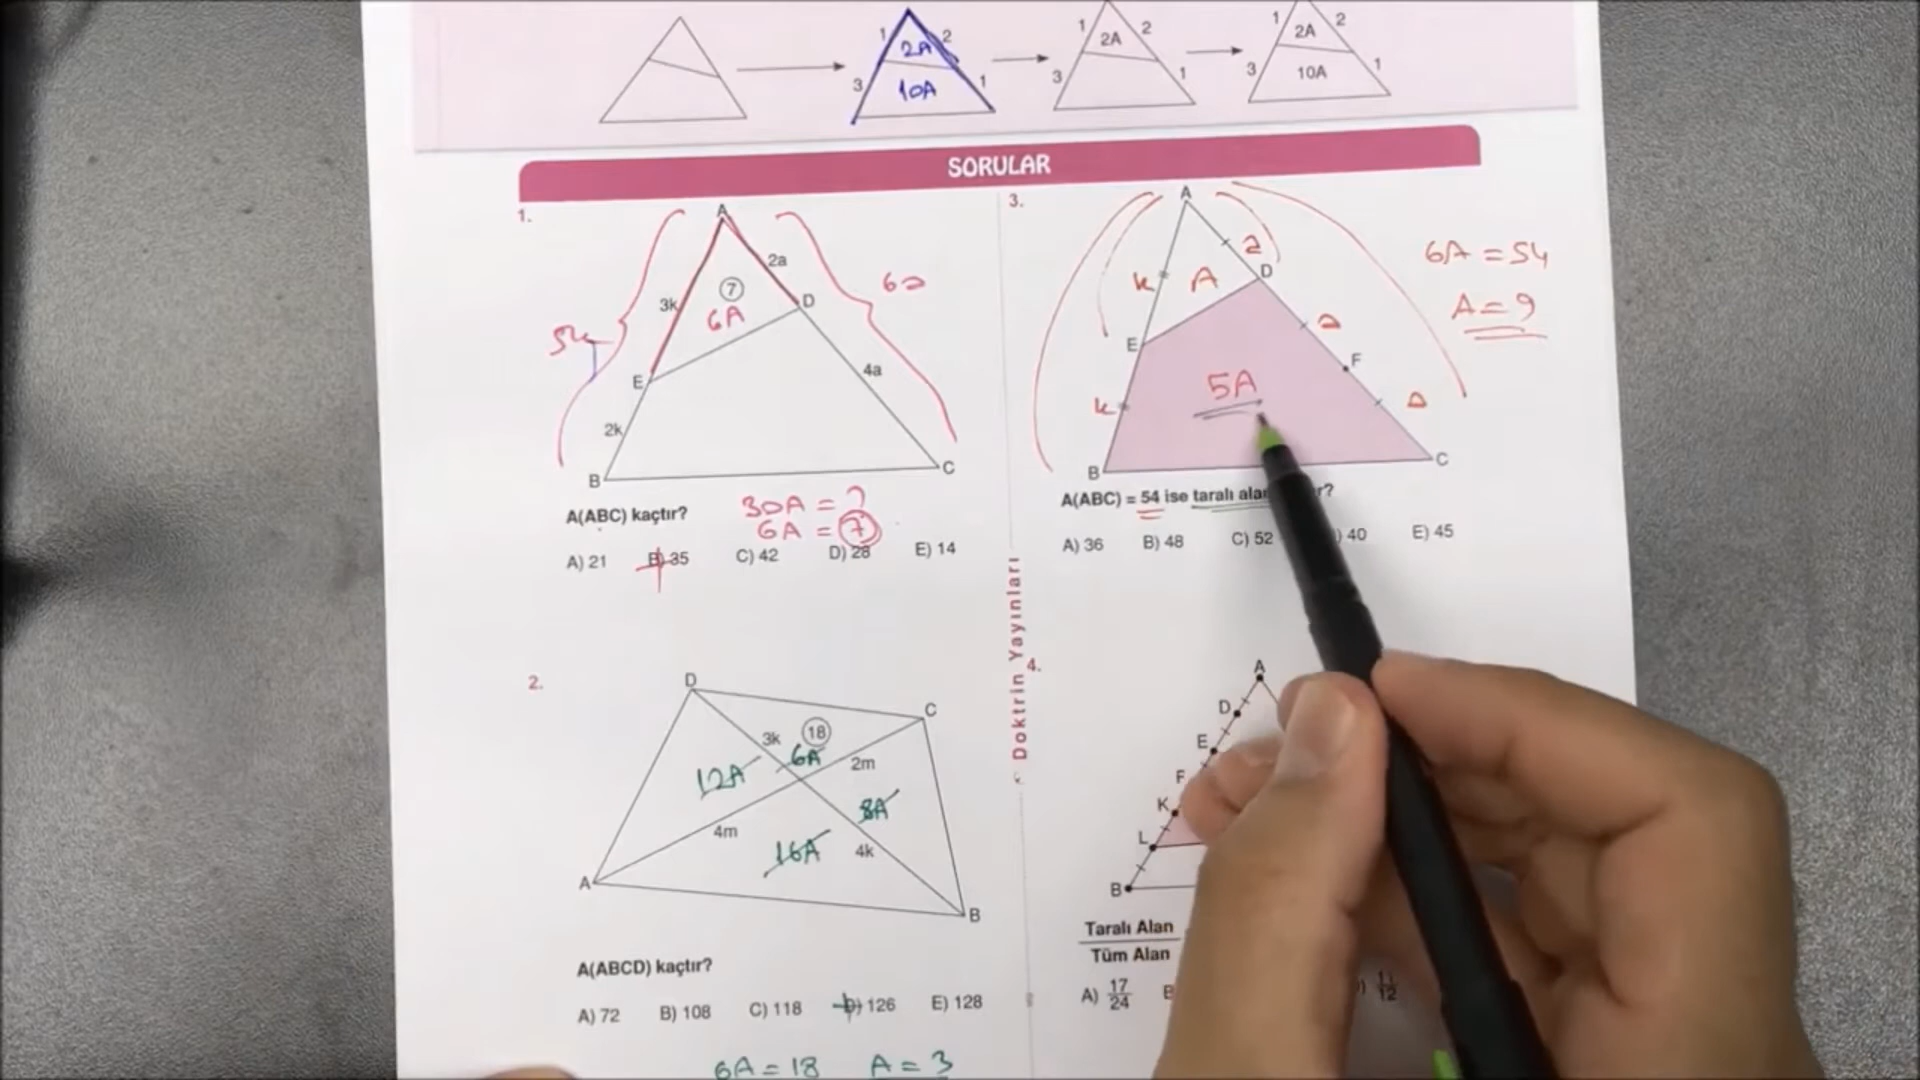 1 2 2A 10A 3 1
1 2 2A 3 1
1 2 2A 10A 3 1
SORULAR
1.
A
2a
7
3k
6A
D
6a
5k
E
4a
2k
B
C
A(ABC) kaçtır?
30A = ?
6A = 7
A) 21 B) 35 C) 42 D) 28 E) 14
2.
D
C
3k
18
12A
6A
2m
8A
4m
16A
4k
A
B
A(ABCD) kaçtır?
A) 72 B) 108 C) 118 D) 126 E) 128
6A = 18 A = 3
Doktrin Yayınları
3.
A
a
k
A
D
6A = 54
A = 9
E
a
F
5A
k
a
B
C
A(ABC) = 54 ise taralı
A) 36 B) 48 C) 52 ) 40 E) 45
4.
A
D
E
F
K
L
B
Taralı Alan
Tüm Alan
A) 17/24